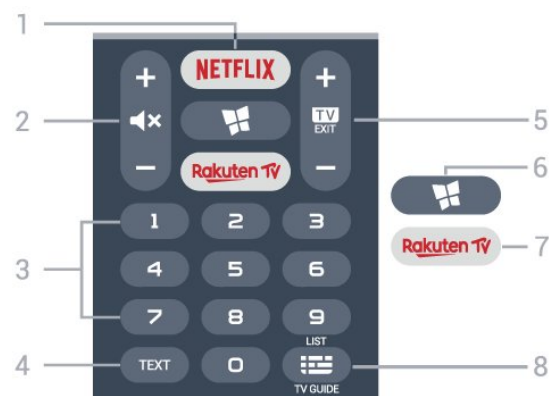 1
NETFLIX
+ +
2
TV
EXIT
5
6
- Rakuten TV -
1 2 3
Rakuten TV 7
3
4 5 6
7 8 9
LIST
4 TEXT 0 8
TV GUIDE